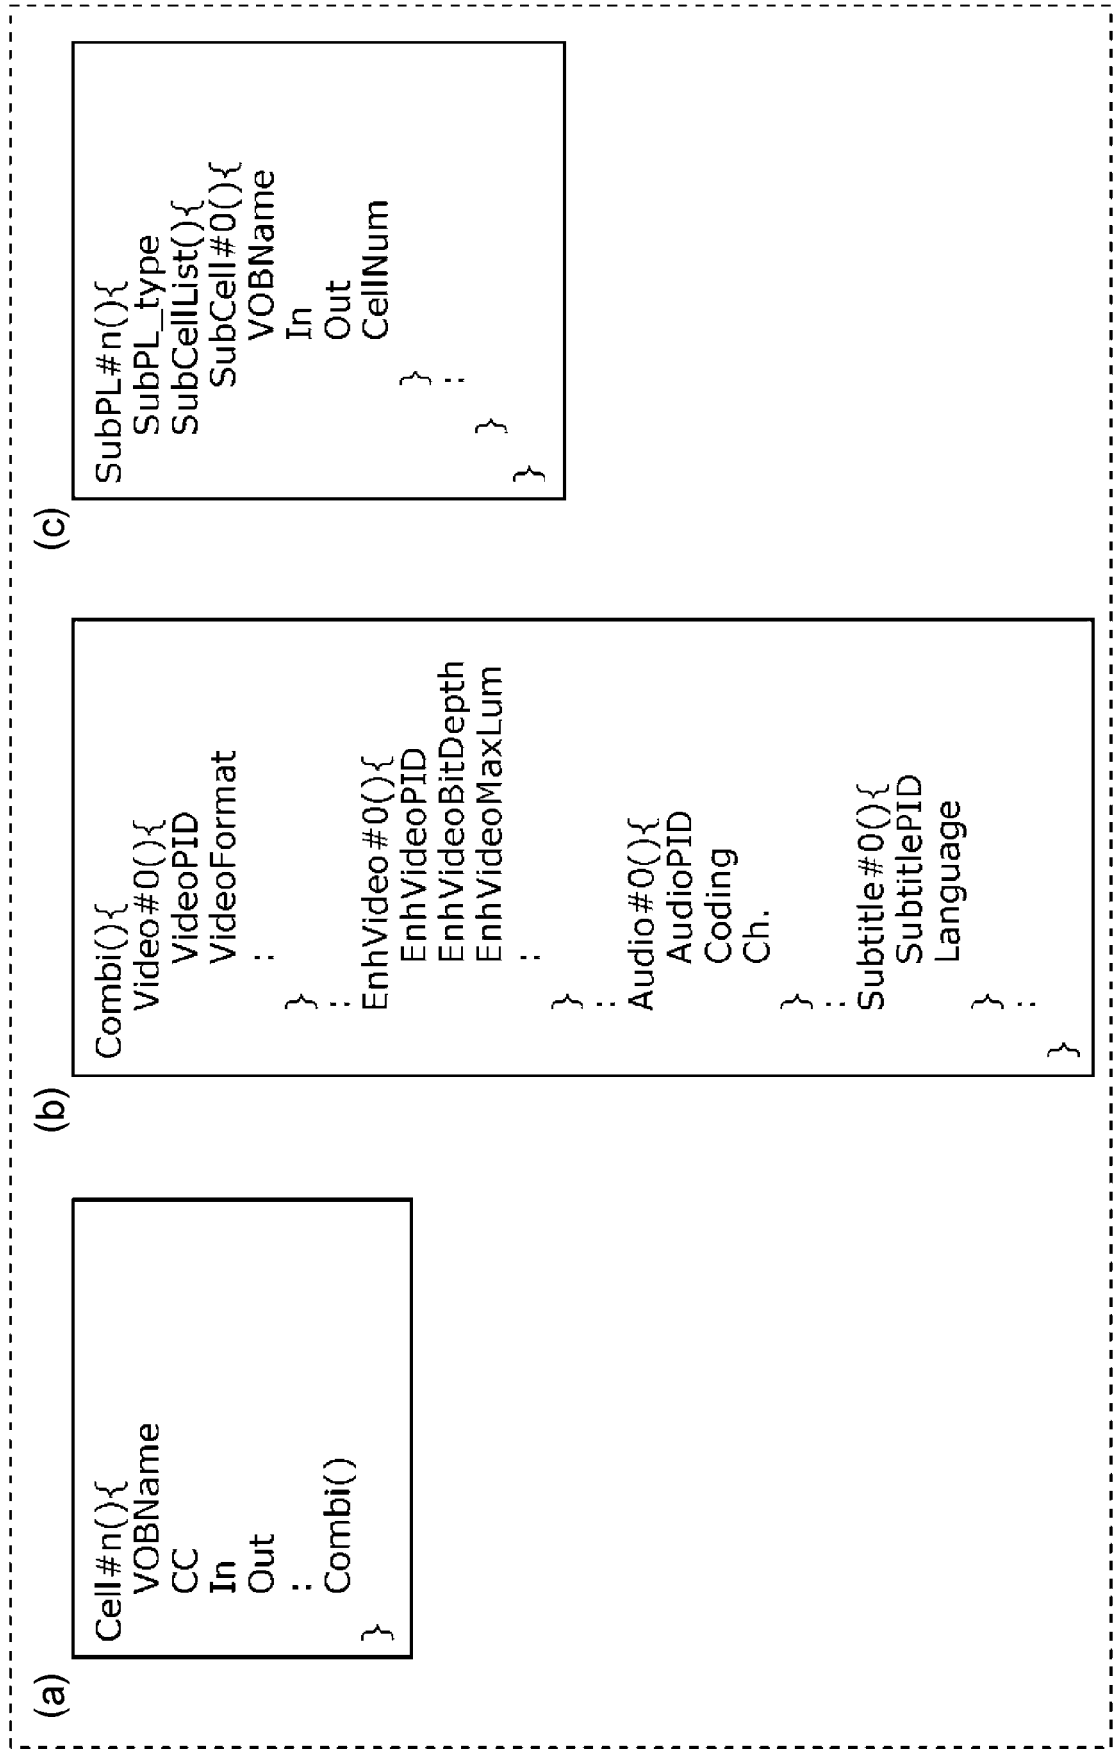 (a)
Cell#n(){
VOBName
CC
In
Out
:
Combi()
}
(b)
Combi(){
Video#0(){
VideoPID
VideoFormat
:
}
:
EnhVideo#0(){
EnhVideoPID
EnhVideoBitDepth
EnhVideoMaxLum
:
}
:
Audio#0(){
AudioPID
Coding
Ch.
}
:
Subtitle#0(){
SubtitlePID
Language
}
:
}
(c)
SubPL#n(){
SubPL_type
SubCellList(){
SubCell#0(){
VOBName
In
Out
CellNum
}
:
}
}